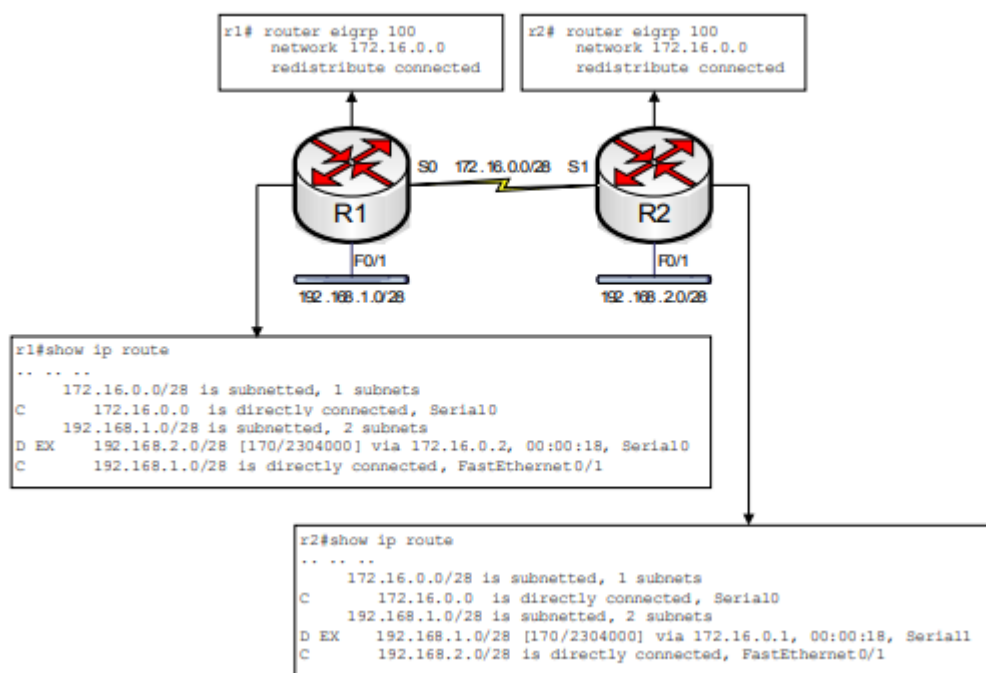 r1# router eigrp 100
network 172.16.0.0
redistribute connected
r2# router eigrp 100
network 172.16.0.0
redistribute connected
S0 172.16.0.0/28 S1
R1
R2
F0/1
F0/1
192.168.1.0/28
192.168.2.0/28
r1#show ip route
.. .. ..
172.16.0.0/28 is subnetted, 1 subnets
C 172.16.0.0 is directly connected, Serial0
192.168.1.0/28 is subnetted, 2 subnets
D EX 192.168.2.0/28 [170/2304000] via 172.16.0.2, 00:00:18, Serial0
C 192.168.1.0/28 is directly connected, FastEthernet0/1
r2#show ip route
.. .. ..
172.16.0.0/28 is subnetted, 1 subnets
C 172.16.0.0 is directly connected, Serial0
192.168.1.0/28 is subnetted, 2 subnets
D EX 192.168.1.0/28 [170/2304000] via 172.16.0.1, 00:00:18, Serial1
C 192.168.2.0/28 is directly connected, FastEthernet0/1